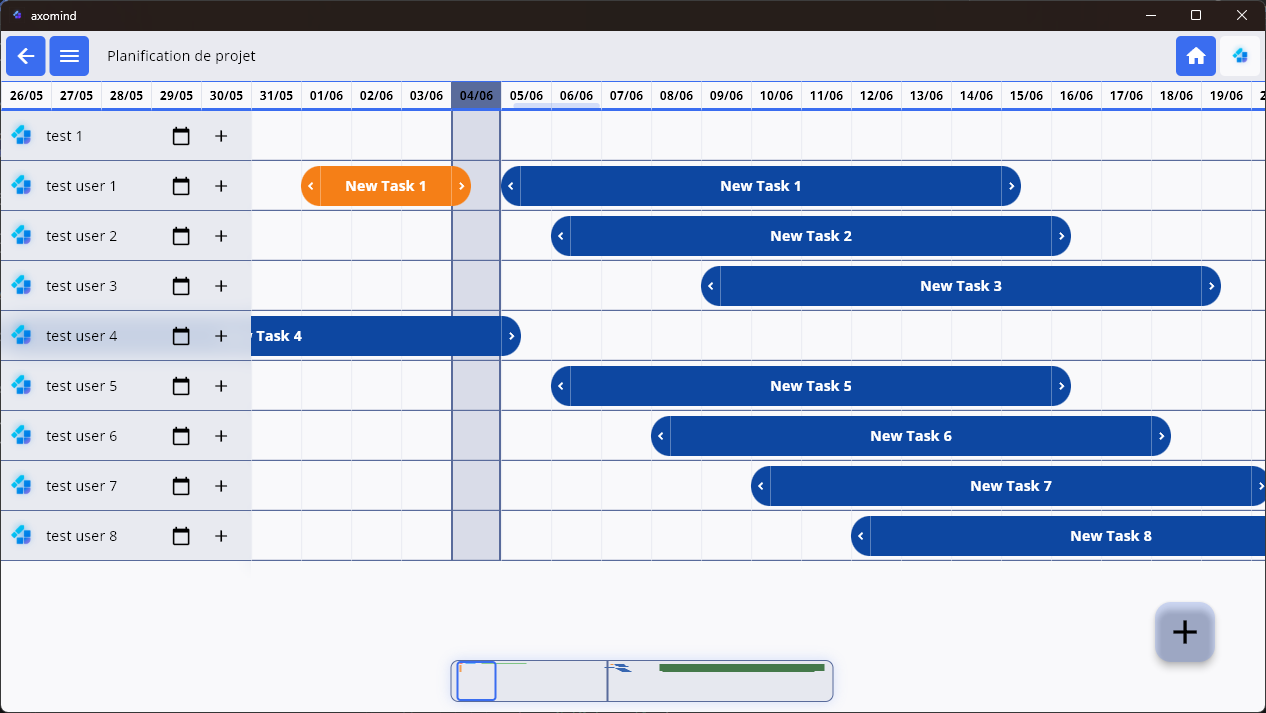 axomind
Planification de projet
26/05 27/05 28/05 29/05 30/05 31/05 01/06 02/06 03/06 04/06 05/06 06/06 07/06 08/06 09/06 10/06 11/06 12/06 13/06 14/06 15/06 16/06 17/06 18/06 19/06
test 1
test user 1 New Task 1 New Task 1
test user 2 New Task 2
test user 3 New Task 3
test user 4 Task 4
test user 5 New Task 5
test user 6 New Task 6
test user 7 New Task 7
test user 8 New Task 8